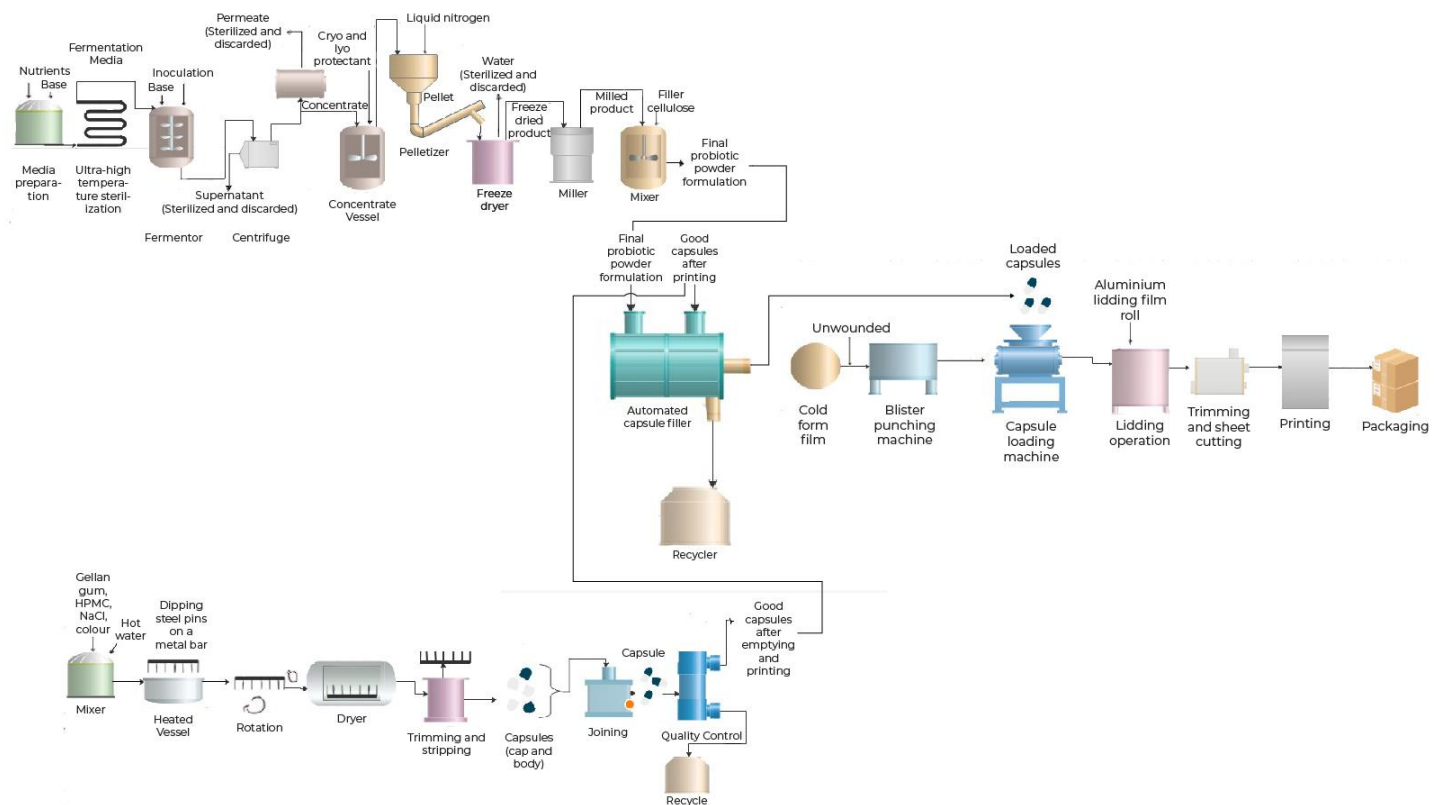 Permeate
(Sterilized and
discarded)
Liquid nitrogen
Cryo and
lyo
protectant
Fermentation
Media
Nutrients
Base
Inoculation
Base
Water
(Sterilized and
discarded)
Concentrate
Pellet
Freeze
dried
product
Milled
product
Filler
cellulose
Final
probiotic
powder
formulation
Pelletizer
Media
prepara-
tion
Ultra-high
tempera-
ture steril-
ization
Supernatant
(Sterilized and discarded)
Concentrate
Vessel
Freeze
dryer
Miller
Mixer
Fermentor
Centrifuge
Final
probiotic
powder
formulation
Good
capsules
after
printing
Loaded
capsules
Aluminium
lidding film
roll
Unwounded
Automated
capsule filler
Cold
form
film
Blister
punching
machine
Capsule
loading
machine
Lidding
operation
Trimming
and sheet
cutting
Printing
Packaging
Recycler
Gellan
gum,
HPMC,
NaCl,
colour
Hot
water
Dipping
steel pins
on a
metal bar
Good
capsules
after
emptying
and
printing
Capsule
Mixer
Heated
Vessel
Rotation
Dryer
Trimming and
stripping
Capsules
(cap and
body)
Joining
Quality Control
Recycle